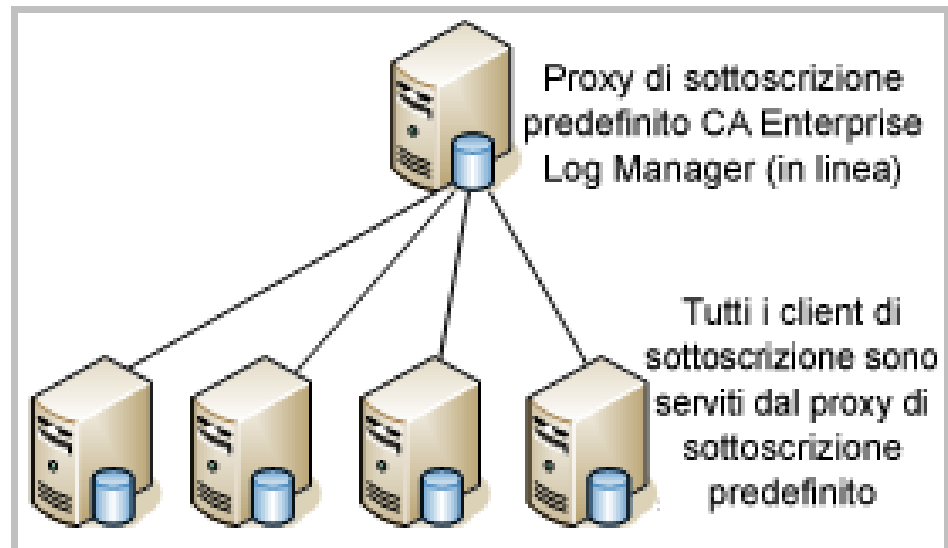 Proxy di sottoscrizione
predefinito CA Enterprise
Log Manager (in linea)
Tutti i client di
sottoscrizione sono
serviti dal proxy di
sottoscrizione
predefinito